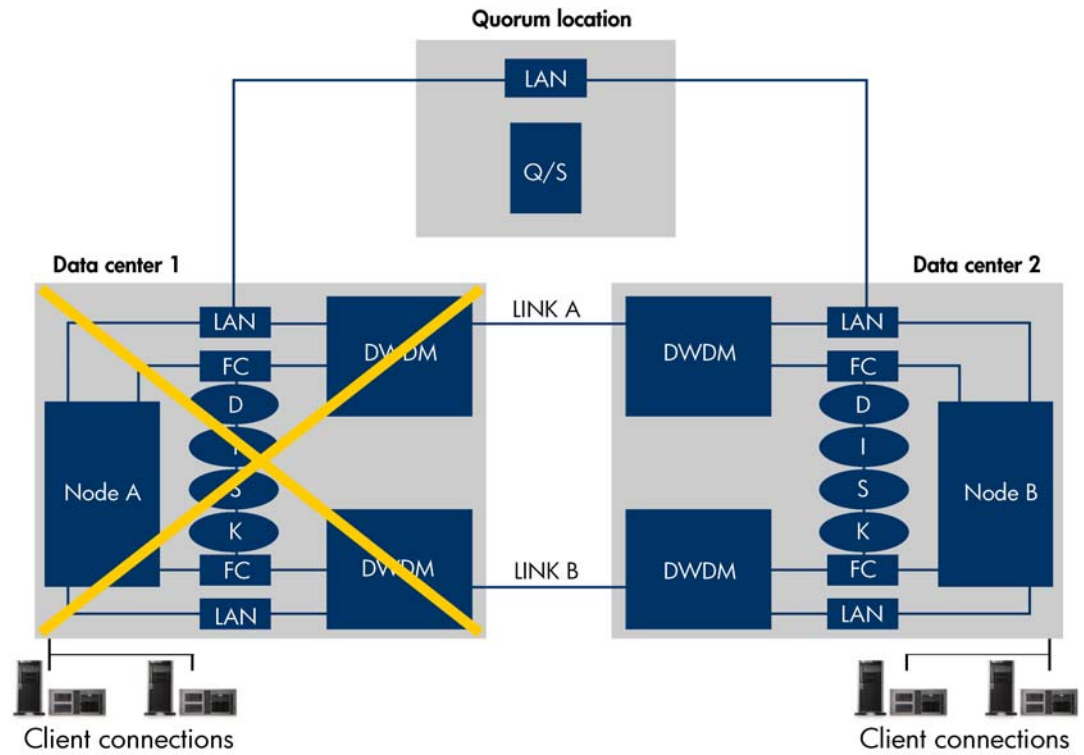 Quorum location
LAN
Q/S
Data center 1
Data center 2
LAN
DWDM
LINK A
DWDM
LAN
FC
FC
D
D
I
I
Node A
S
S
Node B
K
K
FC
DWDM
LINK B
DWDM
FC
LAN
LAN
Client connections
Client connections